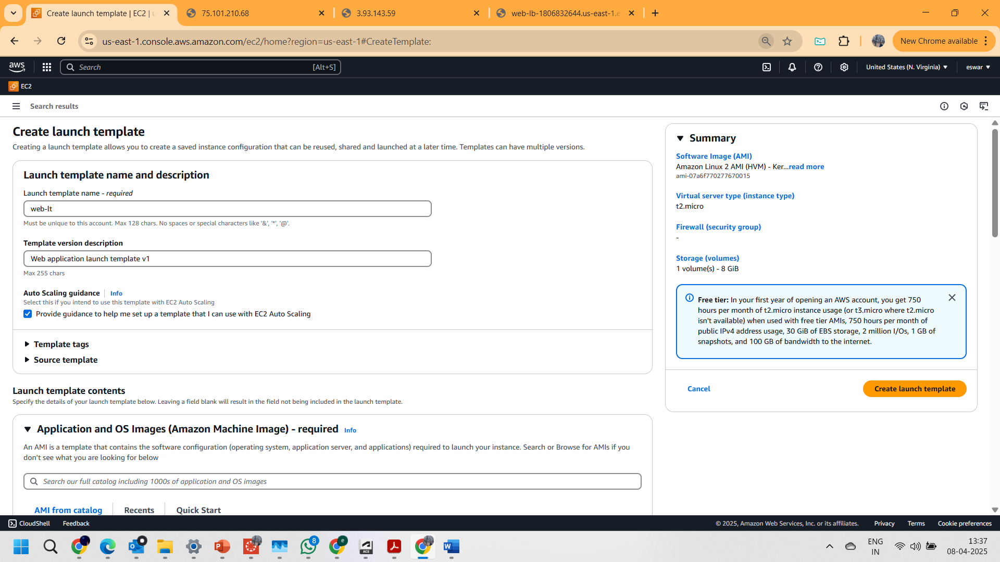 Create launch template | EC2 | u
75.101.210.68
3.93.143.59
web-lb-1806832644.us-east-1.e
us-east-1.console.aws.amazon.com/ec2/home?region=us-east-1#CreateTemplate:
New Chrome available
aws
Search
[Alt+S]
United States (N. Virginia)
eswar
EC2
Search results
Create launch template
Creating a launch template allows you to create a saved instance configuration that can be reused, shared and launched at a later time. Templates can have multiple versions.
Launch template name and description
Launch template name - required
web-lt
Must be unique to this account. Max 128 chars. No spaces or special characters like '&', '*', '@'.
Template version description
Web application launch template v1
Max 255 chars
Auto Scaling guidance
Info
Select this if you intend to use this template with EC2 Auto Scaling
Provide guidance to help me set up a template that I can use with EC2 Auto Scaling
Template tags
Source template
Launch template contents
Specify the details of your launch template below. Leaving a field blank will result in the field not being included in the launch template.
Application and OS Images (Amazon Machine Image) - required
Info
An AMI is a template that contains the software configuration (operating system, application server, and applications) required to launch your instance. Search or Browse for AMIs if you
don't see what you are looking for below
Search our full catalog including 1000s of application and OS images
AMI from catalog
Recents
Quick Start
Summary
Software Image (AMI)
Amazon Linux 2 AMI (HVM) - Ker...read more
ami-07a6f770277670015
Virtual server type (instance type)
t2.micro
Firewall (security group)
-
Storage (volumes)
1 volume(s) - 8 GiB
Free tier: In your first year of opening an AWS account, you get 750
hours per month of t2.micro instance usage (or t3.micro where t2.micro
isn't available) when used with free tier AMIs, 750 hours per month of
public IPv4 address usage, 30 GiB of EBS storage, 2 million I/Os, 1 GB of
snapshots, and 100 GB of bandwidth to the internet.
Cancel
Create launch template
CloudShell
Feedback
© 2025, Amazon Web Services, Inc. or its affiliates.
Privacy
Terms
Cookie preferences
8
e
ACS
ENG
IN
13:37
08-04-2025